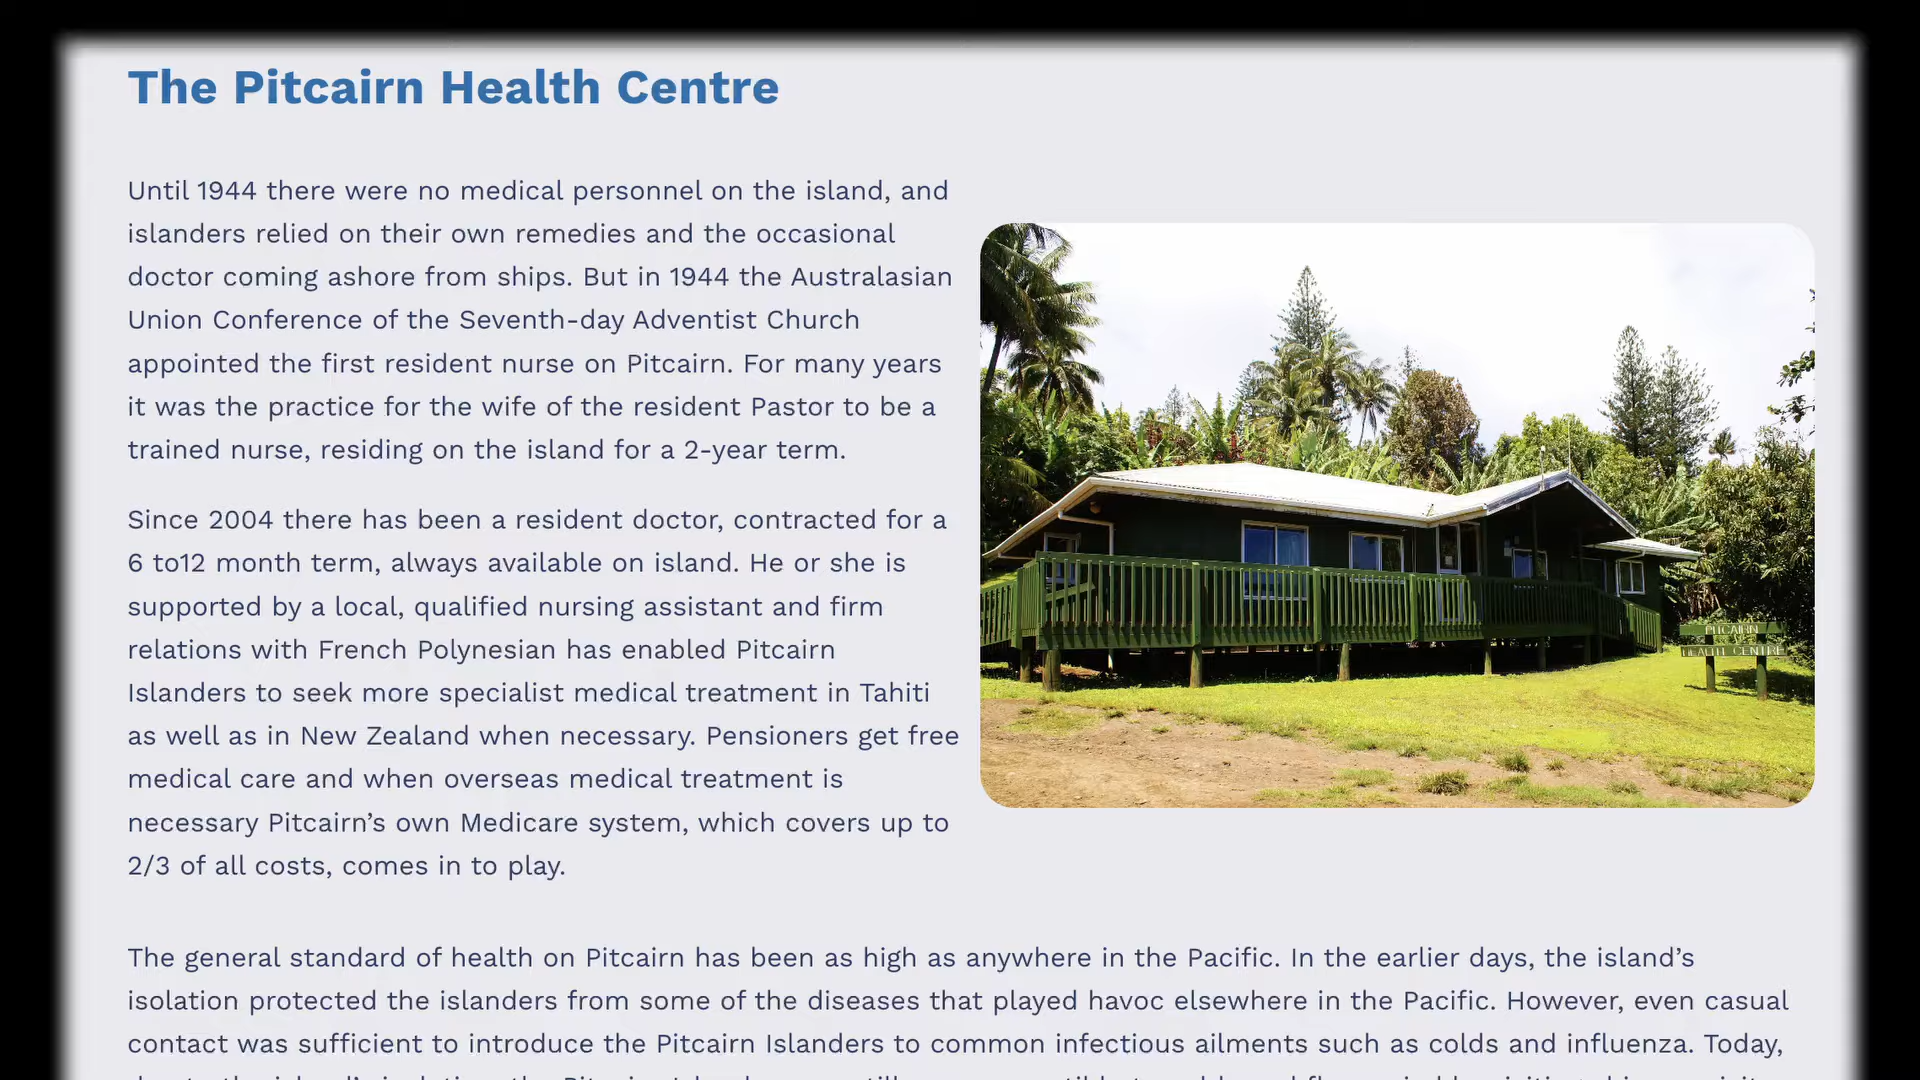 The Pitcairn Health Centre
Until 1944 there were no medical personnel on the island, and
islanders relied on their own remedies and the occasional
doctor coming ashore from ships. But in 1944 the Australasian
Union Conference of the Seventh-day Adventist Church
appointed the first resident nurse on Pitcairn. For many years
it was the practice for the wife of the resident Pastor to be a
trained nurse, residing on the island for a 2-year term.
Since 2004 there has been a resident doctor, contracted for a
6 to12 month term, always available on island. He or she is
supported by a local, qualified nursing assistant and firm
relations with French Polynesian has enabled Pitcairn
Islanders to seek more specialist medical treatment in Tahiti
as well as in New Zealand when necessary. Pensioners get free
medical care and when overseas medical treatment is
necessary Pitcairn’s own Medicare system, which covers up to
2/3 of all costs, comes in to play.
PITCAIRN
HEALTH CENTRE
The general standard of health on Pitcairn has been as high as anywhere in the Pacific. In the earlier days, the island’s
isolation protected the islanders from some of the diseases that played havoc elsewhere in the Pacific. However, even casual
contact was sufficient to introduce the Pitcairn Islanders to common infectious ailments such as colds and influenza. Today,